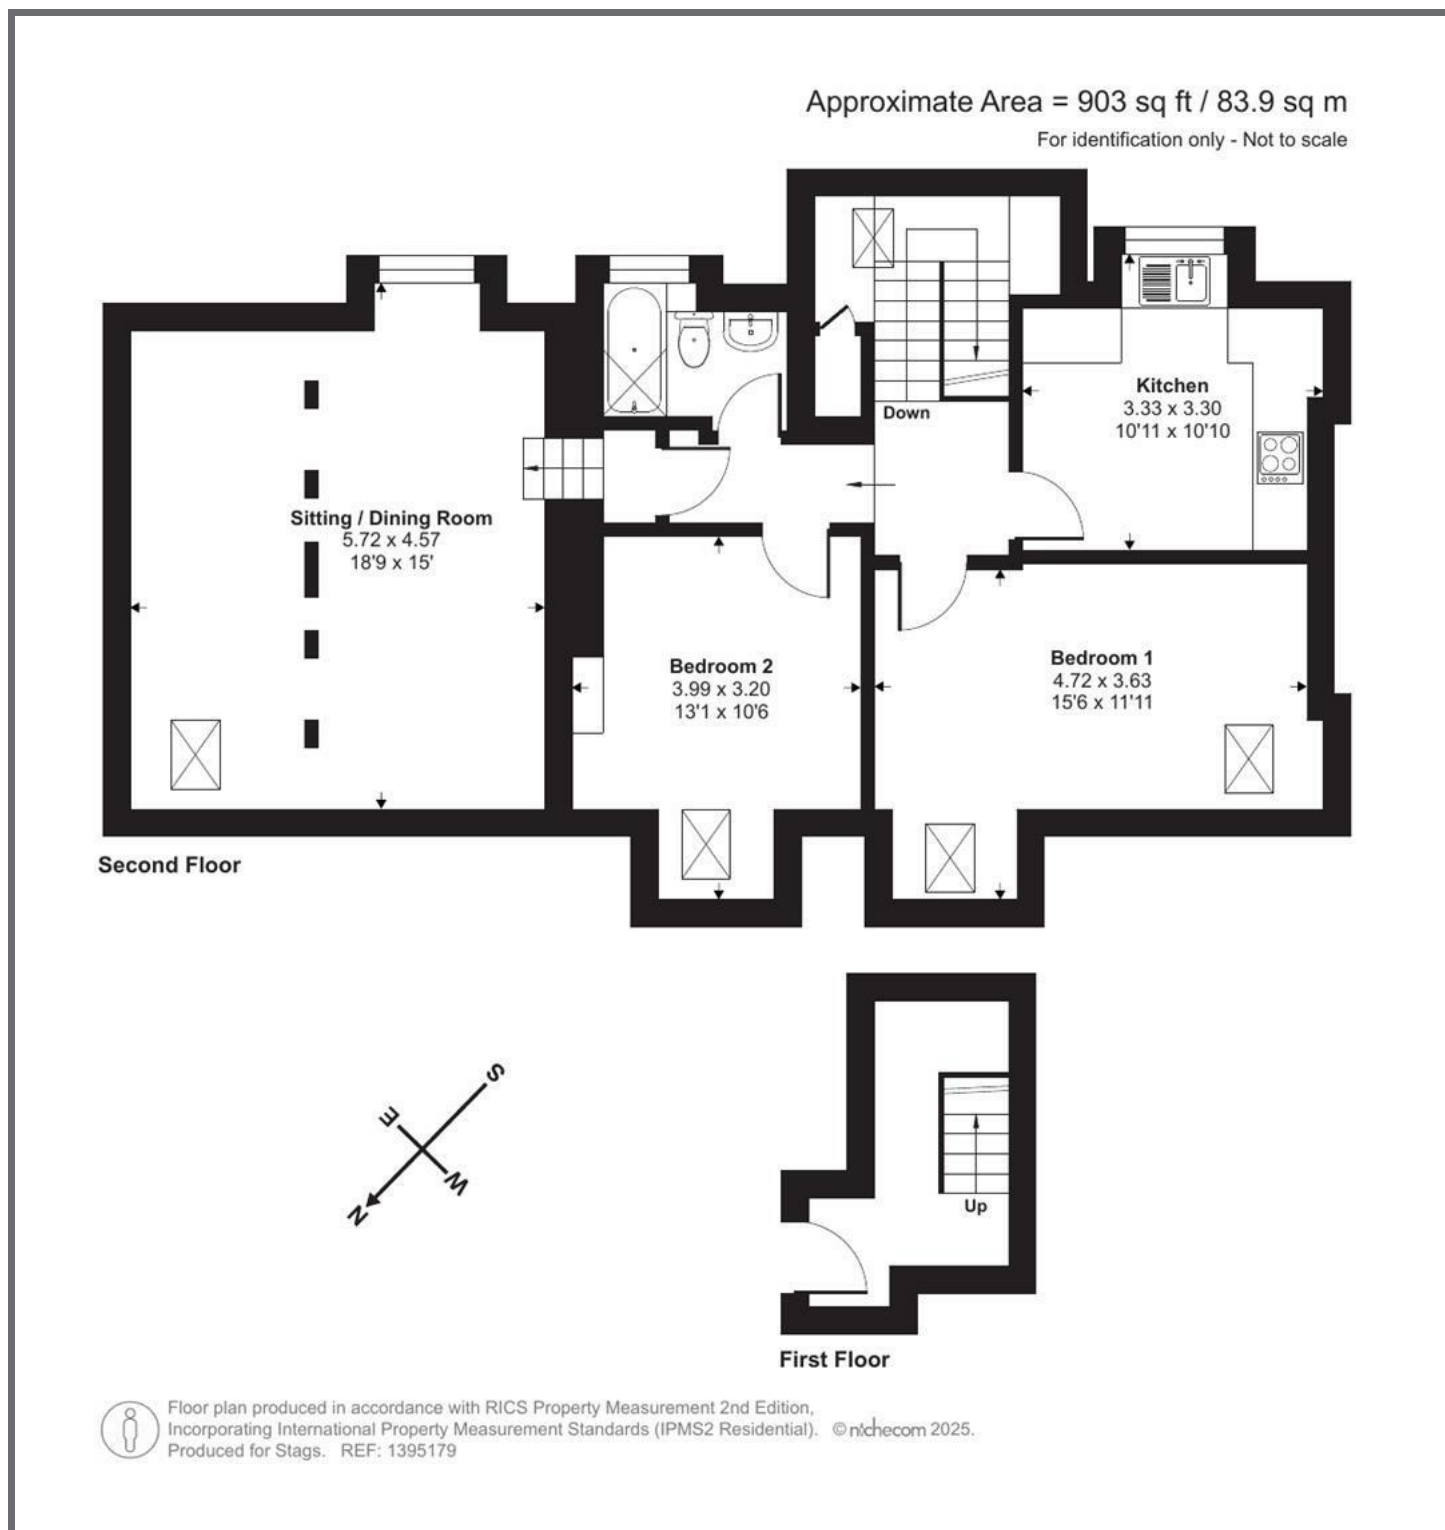 Approximate Area = 903 sq ft / 83.9 sq m
For identification only - Not to scale
Down
Kitchen
3.33 x 3.30
10'11 x 10'10
Sitting / Dining Room
5.72 x 4.57
18'9 x 15'
Bedroom 2
3.99 x 3.20
13'1 x 10'6
Bedroom 1
4.72 x 3.63
15'6 x 11'11
Second Floor
S
E
W
N
Up
First Floor
Floor plan produced in accordance with RICS Property Measurement 2nd Edition,
Incorporating International Property Measurement Standards (IPMS2 Residential). © nichecom 2025.
Produced for Stags. REF: 1395179